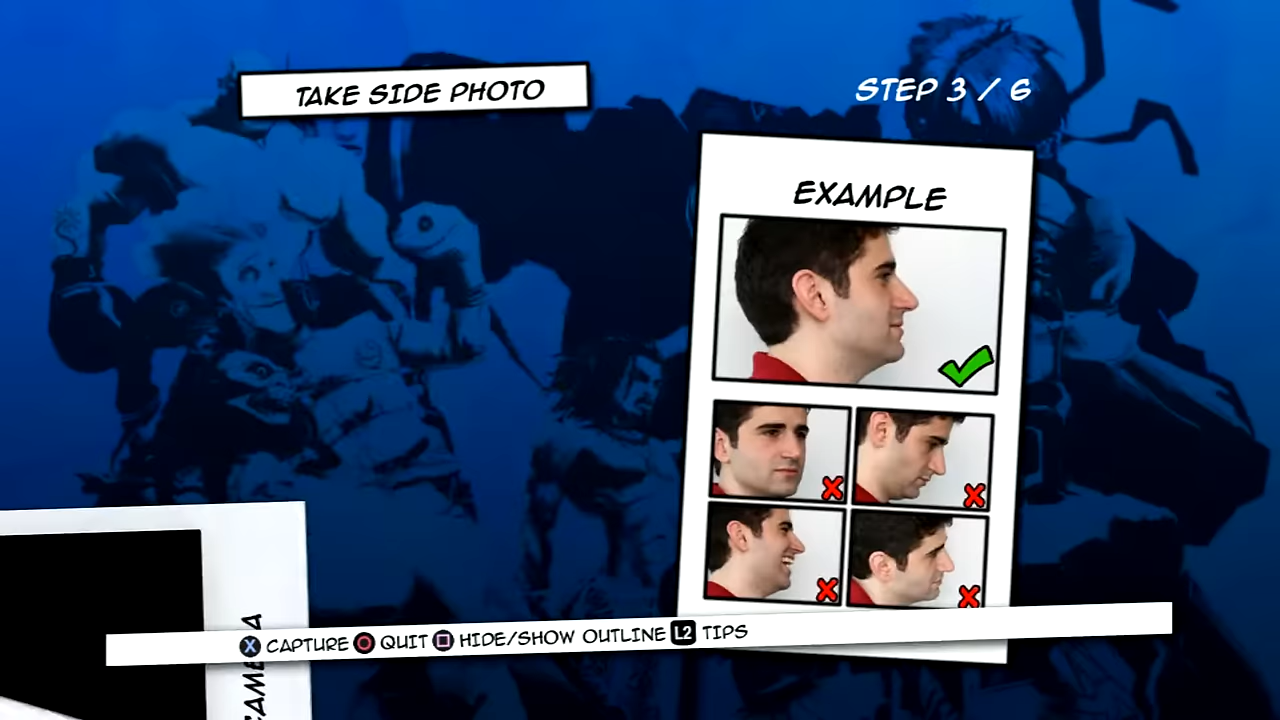 TAKE SIDE PHOTO
STEP 3 / 6
EXAMPLE
X CAPTURE QUIT HIDE/SHOW OUTLINE L2 TIPS